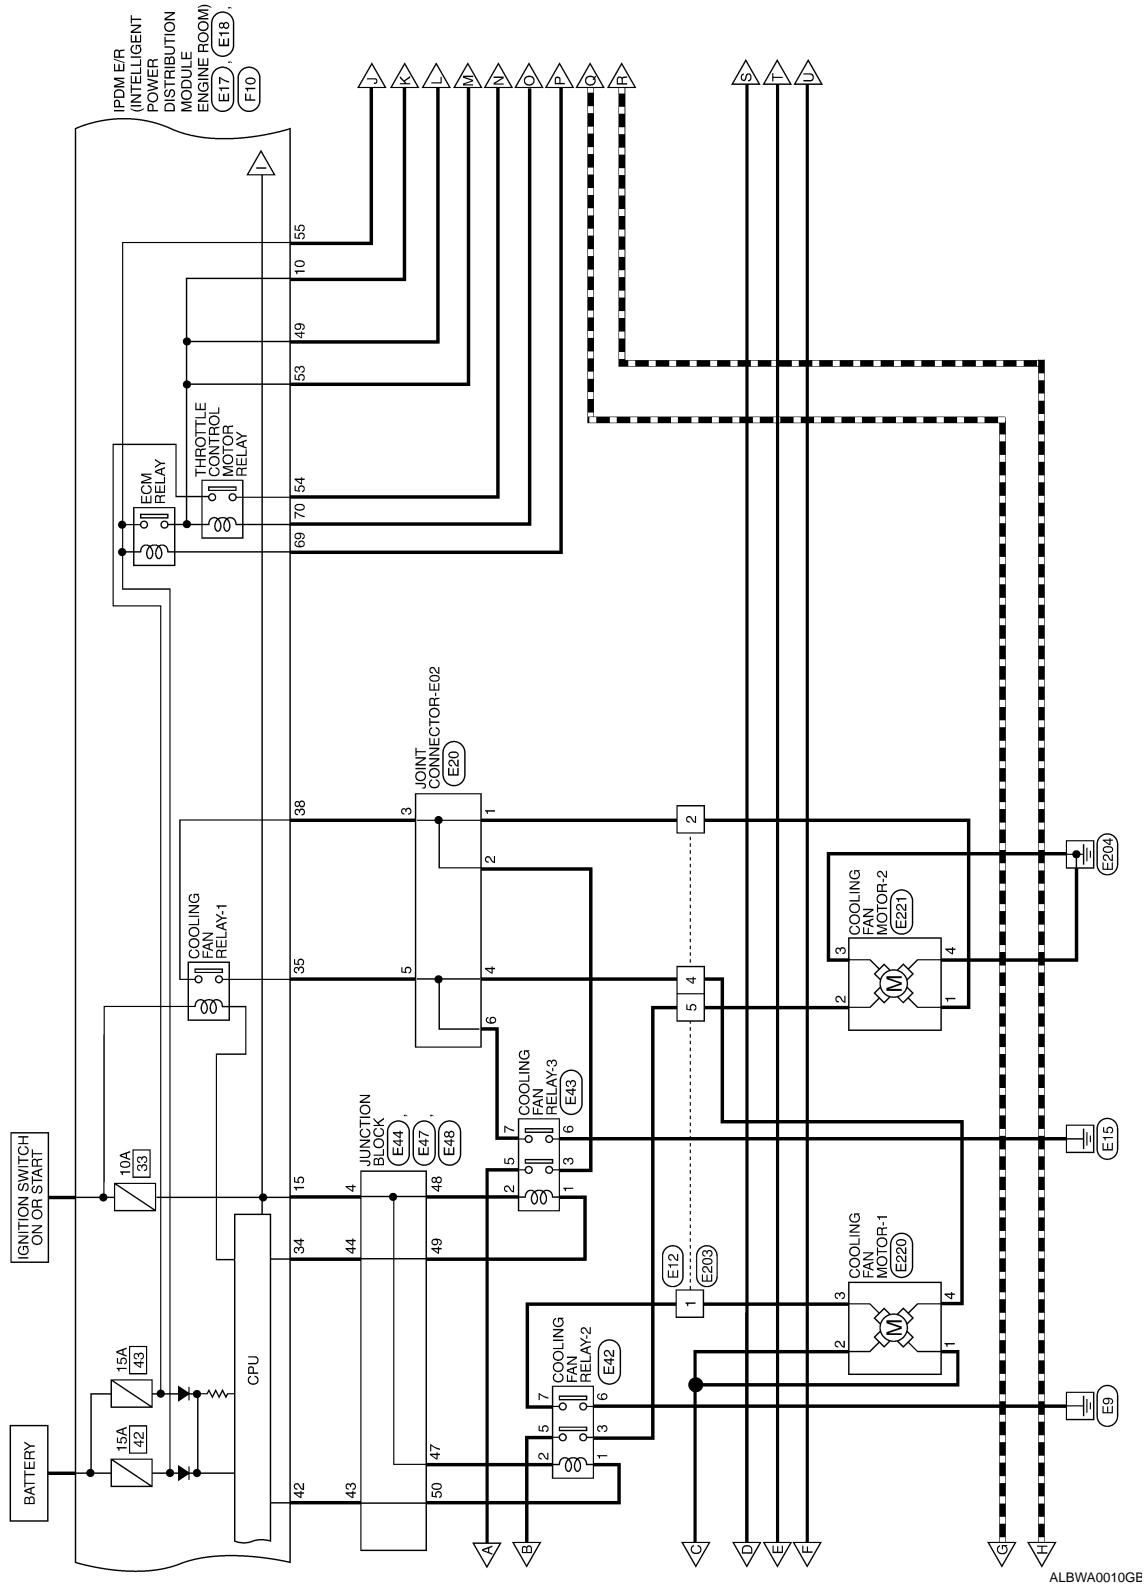 IPDM E/R
(INTELLIGENT
POWER
DISTRIBUTION
MODULE
ENGINE ROOM)
E17 , E18 ,
F10
I
J
K
L
M
N
O
P
Q
R
S
T
U
55
10
49
53
54
70
69
ECM
RELAY
THROTTLE
CONTROL
MOTOR
RELAY
COOLING
FAN
RELAY-1
38
35
JOINT
CONNECTOR-E02
E20
3
1
2
5
4
6
IGNITION SWITCH
ON OR START
10A
33
15
34
JUNCTION
BLOCK
E44 ,
E47 ,
E48
4
48
44
49
47
43
50
COOLING
FAN
RELAY-3
E43
7
6
5
3
2
1
BATTERY
15A
42
15A
43
CPU
42
COOLING
FAN
RELAY-2
E42
7
6
5
3
2
1
2
4
5
1
E12
E203
COOLING
FAN
MOTOR-2
E221
3
4
2
1
M
COOLING
FAN
MOTOR-1
E220
3
4
2
1
M
E204
E15
E9
A
B
C
D
E
F
G
H
ALBWA0010GB